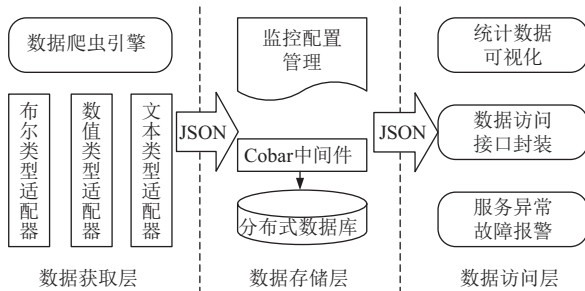 数据爬虫引擎
布尔类型适配器
数值类型适配器
文本类型适配器
数据获取层
JSON
监控配置
管理
Cobar中间件
分布式数据库
数据存储层
JSON
统计数据
可视化
数据访问
接口封装
服务异常
故障报警
数据访问层